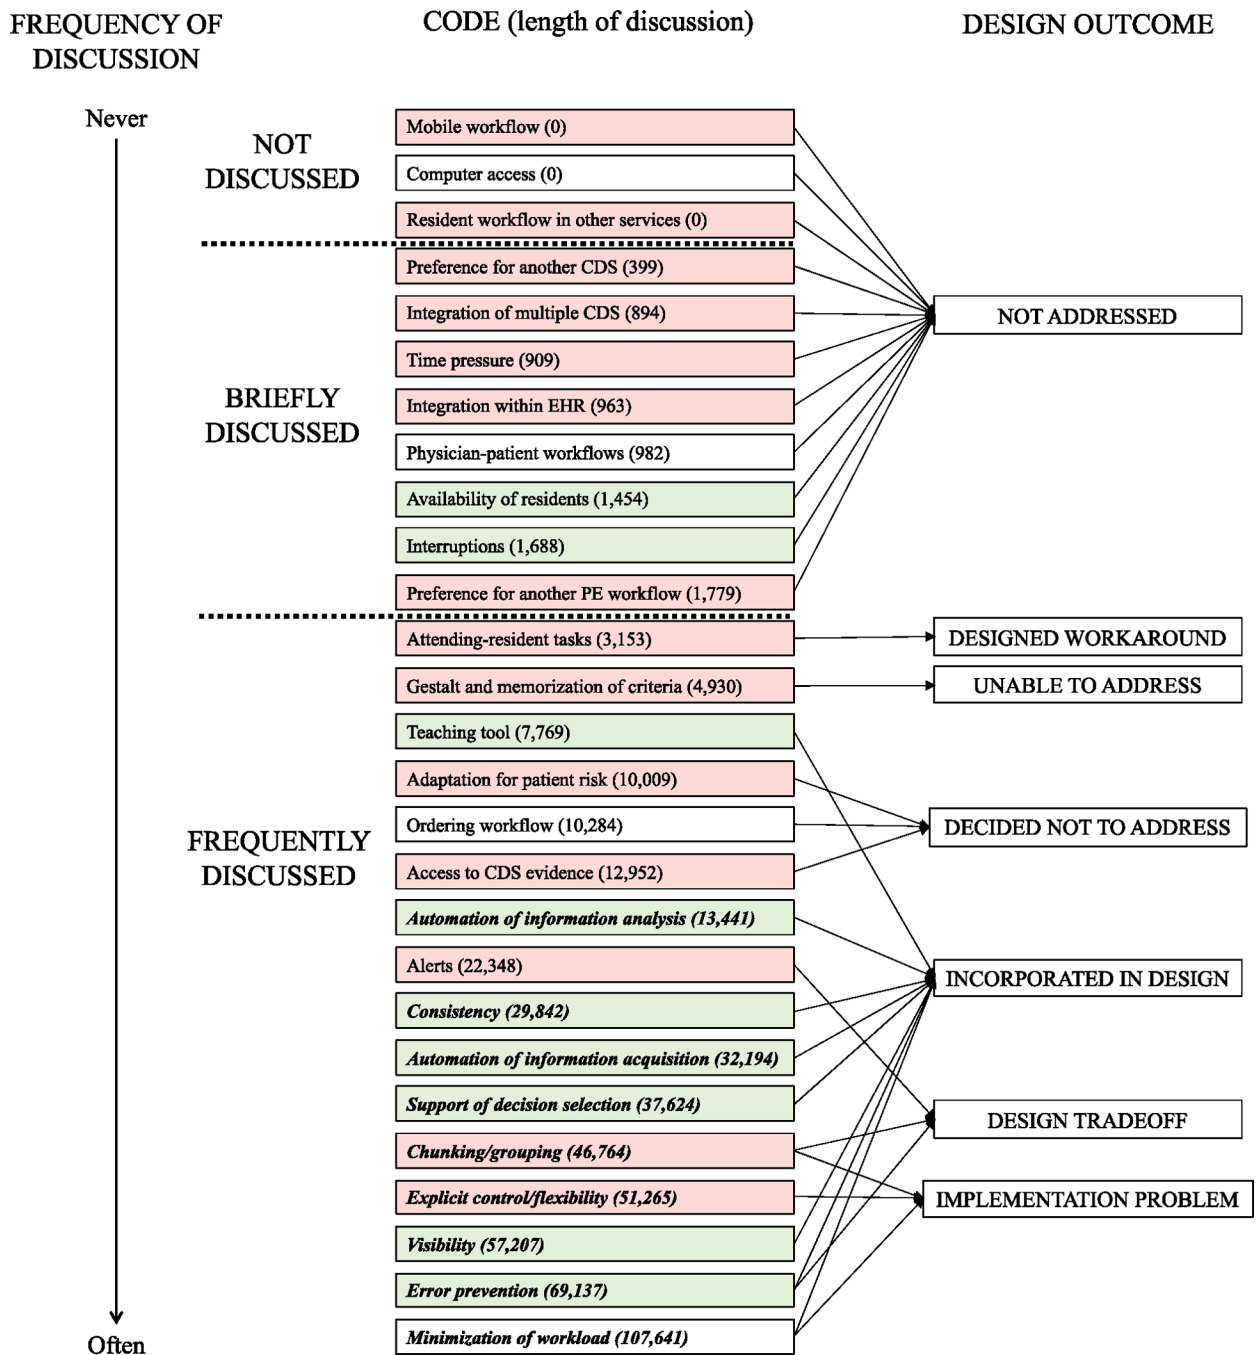 FREQUENCY OF
DISCUSSION
CODE (length of discussion)
DESIGN OUTCOME
Never
NOT
DISCUSSED
Mobile workflow (0)
Computer access (0)
Resident workflow in other services (0)
BRIEFLY
DISCUSSED
Preference for another CDS (399)
Integration of multiple CDS (894)
Time pressure (909)
Integration within EHR (963)
Physician-patient workflows (982)
Availability of residents (1,454)
Interruptions (1,688)
Preference for another PE workflow (1,779)
FREQUENTLY
DISCUSSED
Attending-resident tasks (3,153)
Gestalt and memorization of criteria (4,930)
Teaching tool (7,769)
Adaptation for patient risk (10,009)
Ordering workflow (10,284)
Access to CDS evidence (12,952)
Automation of information analysis (13,441)
Alerts (22,348)
Consistency (29,842)
Automation of information acquisition (32,194)
Support of decision selection (37,624)
Chunking/grouping (46,764)
Explicit control/flexibility (51,265)
Visibility (57,207)
Error prevention (69,137)
Minimization of workload (107,641)
Often
NOT ADDRESSED
DESIGNED WORKAROUND
UNABLE TO ADDRESS
DECIDED NOT TO ADDRESS
INCORPORATED IN DESIGN
DESIGN TRADEOFF
IMPLEMENTATION PROBLEM